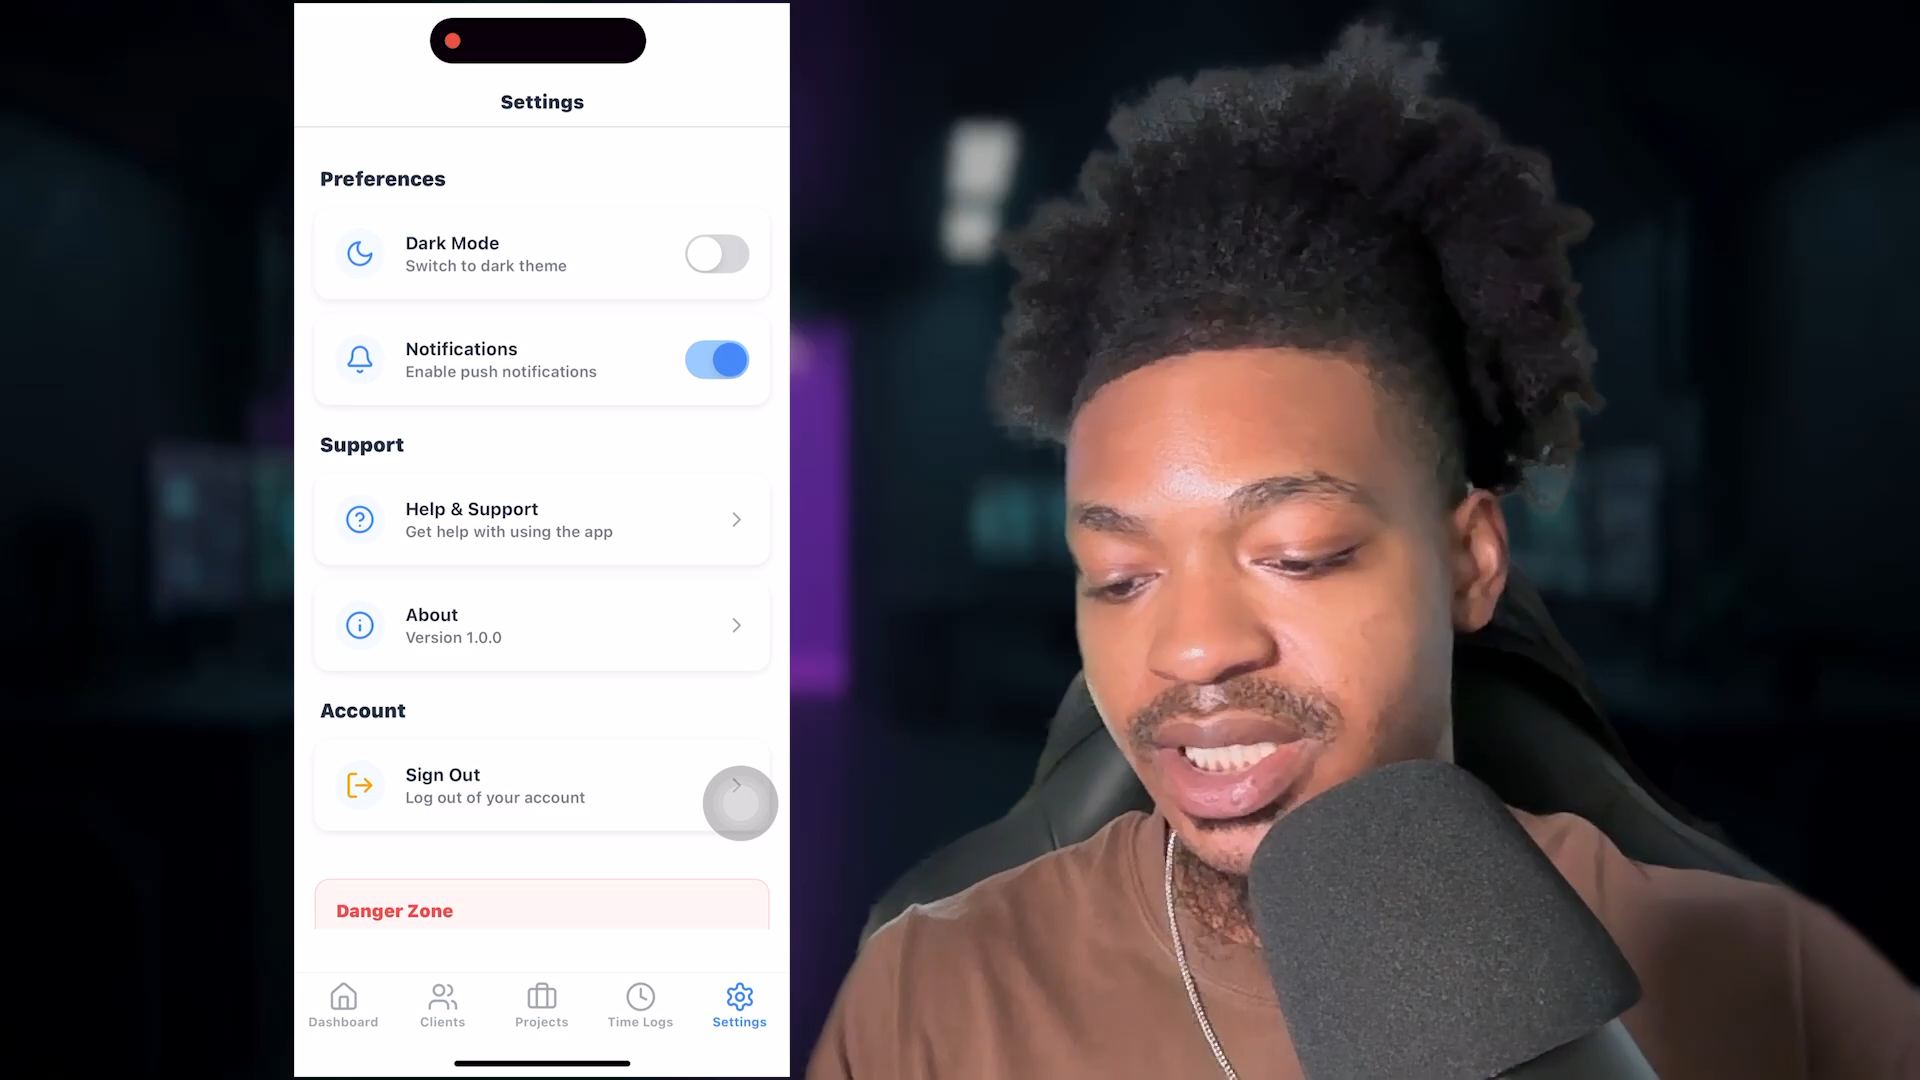 Settings
Preferences
Dark Mode
Switch to dark theme
Notifications
Enable push notifications
Support
Help & Support
Get help with using the app
About
Version 1.0.0
Account
Sign Out
Log out of your account
Danger Zone
Dashboard
Clients
Projects
Time Logs
Settings